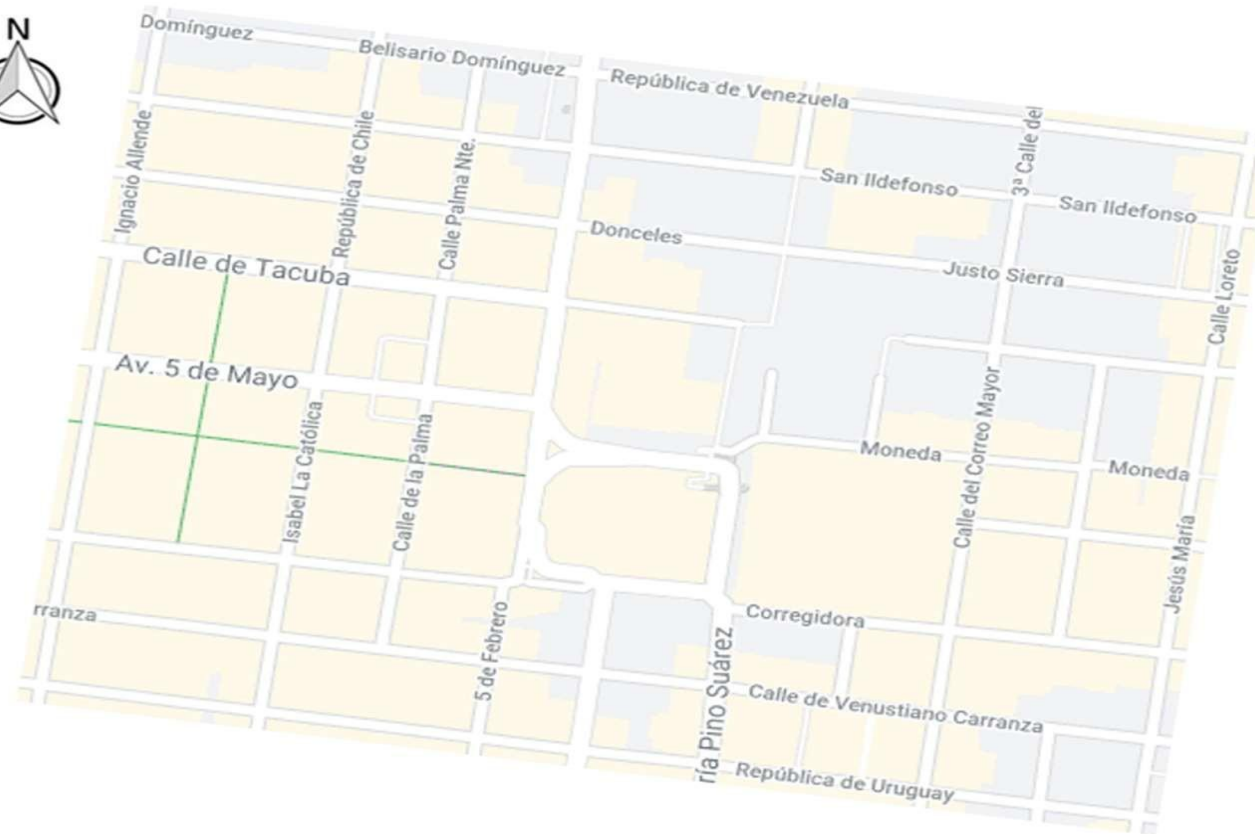 N
Domínguez
Belisario Domínguez
República de Venezuela
Ignacio Allende
República de Chile
Calle Palma Nte.
3ª Calle del
San Ildefonso
San Ildefonso
Donceles
Justo Sierra
Calle Loreto
Calle de Tacuba
Av. 5 de Mayo
Isabel La Católica
Calle de la Palma
Calle del Correo Mayor
Moneda
Moneda
Jesús María
rranza
5 de Febrero
Corregidora
ría Pino Suárez
Calle de Venustiano Carranza
República de Uruguay